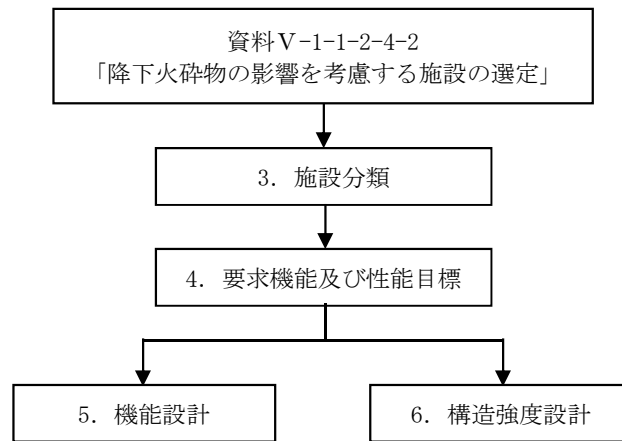 資料Ⅴ-1-1-2-4-2
「降下火砕物の影響を考慮する施設の選定」
3. 施設分類
4. 要求機能及び性能目標
5. 機能設計
6. 構造強度設計